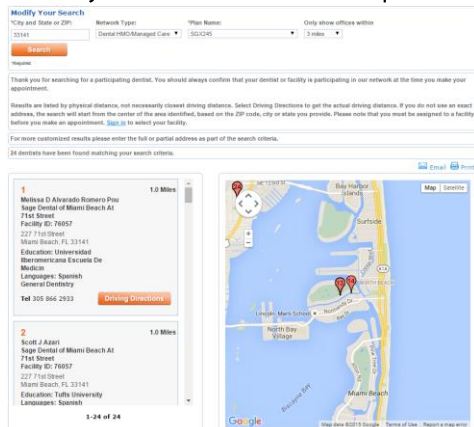 Modify Your Search
*City and State or ZIP:
Network Type:
*Plan Name:
Only show offices within
33141
Dental HMO/Managed Care
SGX245
3 miles
Search
*Required
Thank you for searching for a participating dentist. You should always confirm that your dentist or facility is participating in our network at the time you make your
appointment.
Results are listed by physical distance, not necessarily closest driving distance. Select Driving Directions to get the actual driving distance. If you do not use an exact
address, the search will start from the center of the area identified, based on the ZIP code, city or state you provide. Please note that you must be assigned to a facility
before you make an appointment. Sign in to select your facility.
For more customized results please enter the full or partial address as part of the search criteria.
24 dentists have been found matching your search criteria.
Email Print
1
1.0 Miles
Melissa D Alvarado Romero Pnu
Sage Dental of Miami Beach At
71st Street
Facility ID: 76057
227 71st Street
Miami Beach, FL 33141
Education: Universidad
Iberomericana Escuela De
Medicin
Languages: Spanish
General Dentistry
Tel 305 866 2933
Driving Directions
2
1.0 Miles
Scott J Azari
Sage Dental of Miami Beach At
71st Street
Facility ID: 76057
227 71st Street
Miami Beach, FL 33141
Education: Tufts University
Languages: Spanish
1-24 of 24
24
NE 123rd St
Bay Harbor
Islands
Map
Satellite
Surfside
A1A
NORTH BEACH
14
Normandy Dr
North Bay
Village
Biscayne Bay
Miami Beach
Google
Map data ©2015 Google
Terms of Use
Report a map error